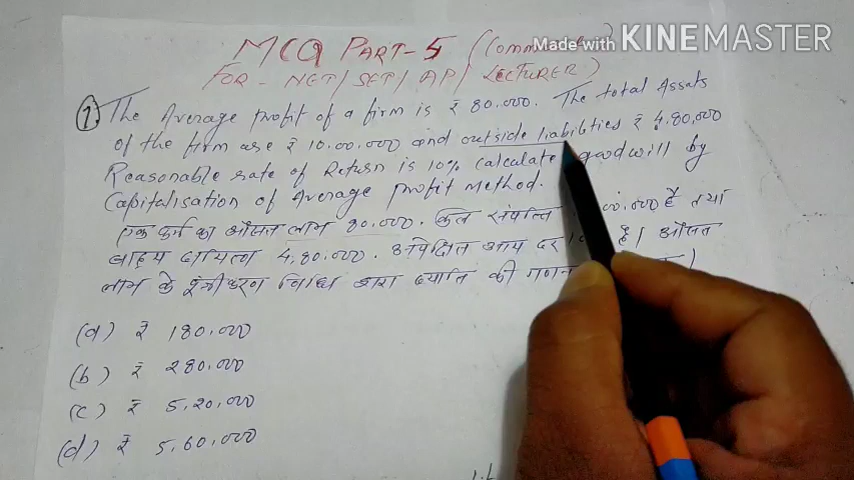 MCQ PART-5 (Commerce)
Made with KINEMASTER
FOR - NET/SET/AP/LECTURER)
① The Average profit of a firm is ₹ 80.000. The total Assets
of the firm are ₹ 10.00.000 and outside liabilities ₹ 4.80,000
Reasonable rate of Return is 10% calculate goodwill by
Capitalisation of Average profit method.
एक फर्म का औसत लाभ 80.000. कुल संपत्ति 00.000 है तथा
बाह्य दायित्व 4,80.000. अपेक्षित आय दर है। औसत
लाभ के पूंजीकरण विधि द्वारा ख्याति की
(a) ₹ 180,000
(b) ₹ 280,000
(c) ₹ 5,20,000
(d) ₹ 5,60,000